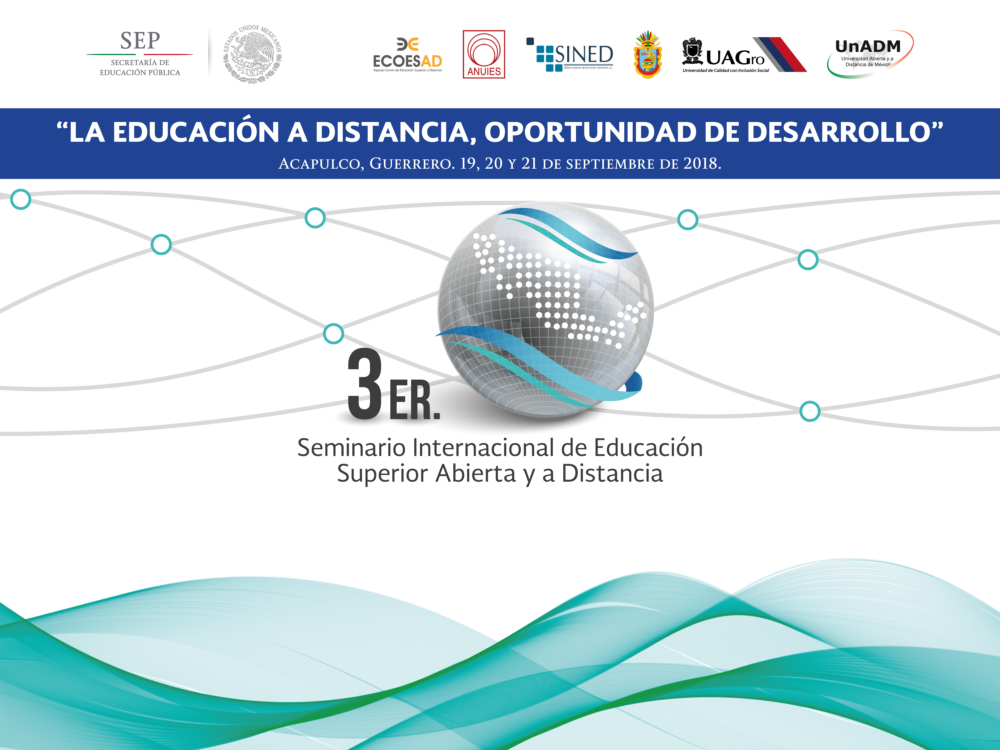 SEP
SECRETARÍA DE
EDUCACIÓN PÚBLICA
ESTADOS UNIDOS MEXICANOS
ECOESAD
Espacio Común de Educación Superior a Distancia
ANUIES
SINED
SISTEMA NACIONAL DE EDUCACIÓN A DISTANCIA, A.C.
UAGro
Universidad de Calidad con Inclusión Social
UnADM
Universidad Abierta y a
Distancia de México
“LA EDUCACIÓN A DISTANCIA, OPORTUNIDAD DE DESARROLLO”
Acapulco, Guerrero. 19, 20 y 21 de septiembre de 2018.
3ER.
Seminario Internacional de Educación
Superior Abierta y a Distancia